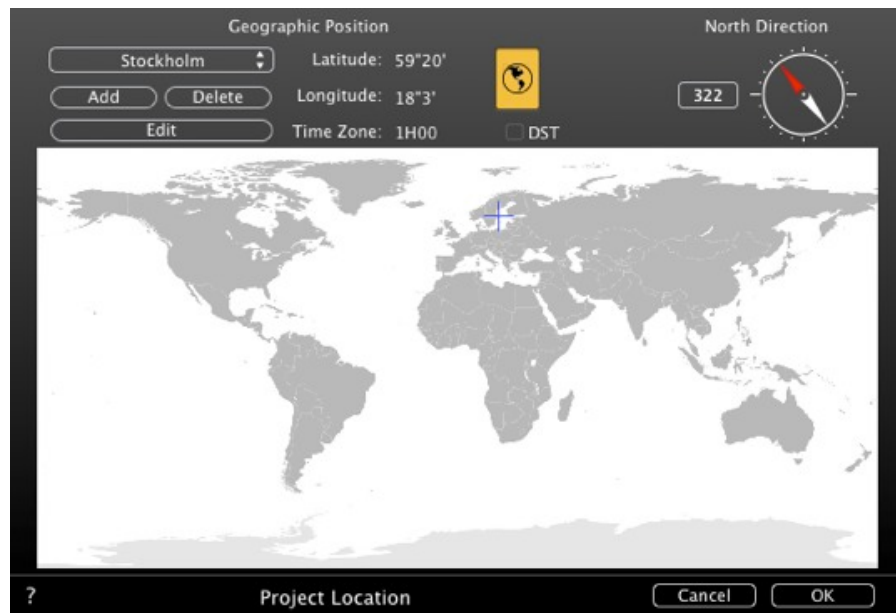 Geographic Position
North Direction
Stockholm
Latitude: 59"20'
Add
Delete
Longitude: 18"3'
322
Edit
Time Zone: 1H00
DST
?
Project Location
Cancel
OK